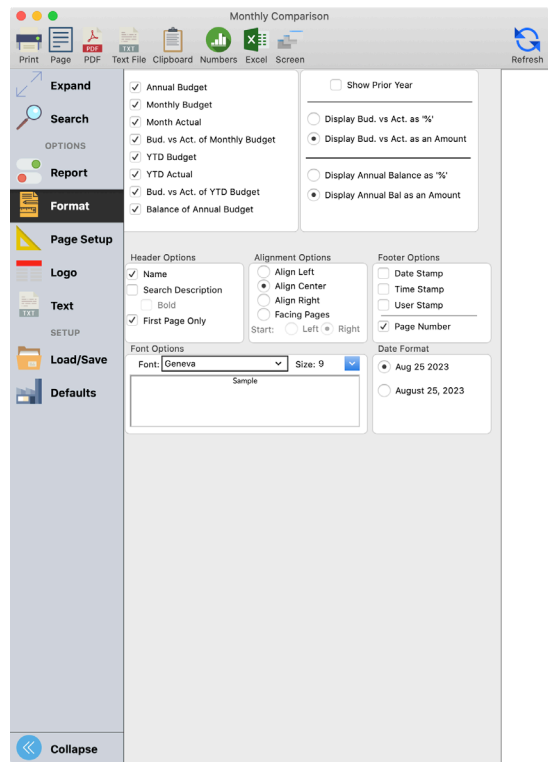 Monthly Comparison
PDF
TXT
Print Page PDF Text File Clipboard Numbers Excel Screen Refresh
Expand
Search
OPTIONS
Report
Format
Page Setup
Logo
TXT
Text
SETUP
Load/Save
Defaults
Collapse
Annual Budget
Monthly Budget
Month Actual
Bud. vs Act. of Monthly Budget
YTD Budget
YTD Actual
Bud. vs Act. of YTD Budget
Balance of Annual Budget
Show Prior Year
Display Bud. vs Act. as '%'
Display Bud. vs Act. as an Amount
Display Annual Balance as '%'
Display Annual Bal as an Amount
Header Options
Name
Search Description
Bold
First Page Only
Alignment Options
Align Left
Align Center
Align Right
Facing Pages
Start: Left Right
Footer Options
Date Stamp
Time Stamp
User Stamp
Page Number
Font Options
Font: Geneva Size: 9
Sample
Date Format
Aug 25 2023
August 25, 2023